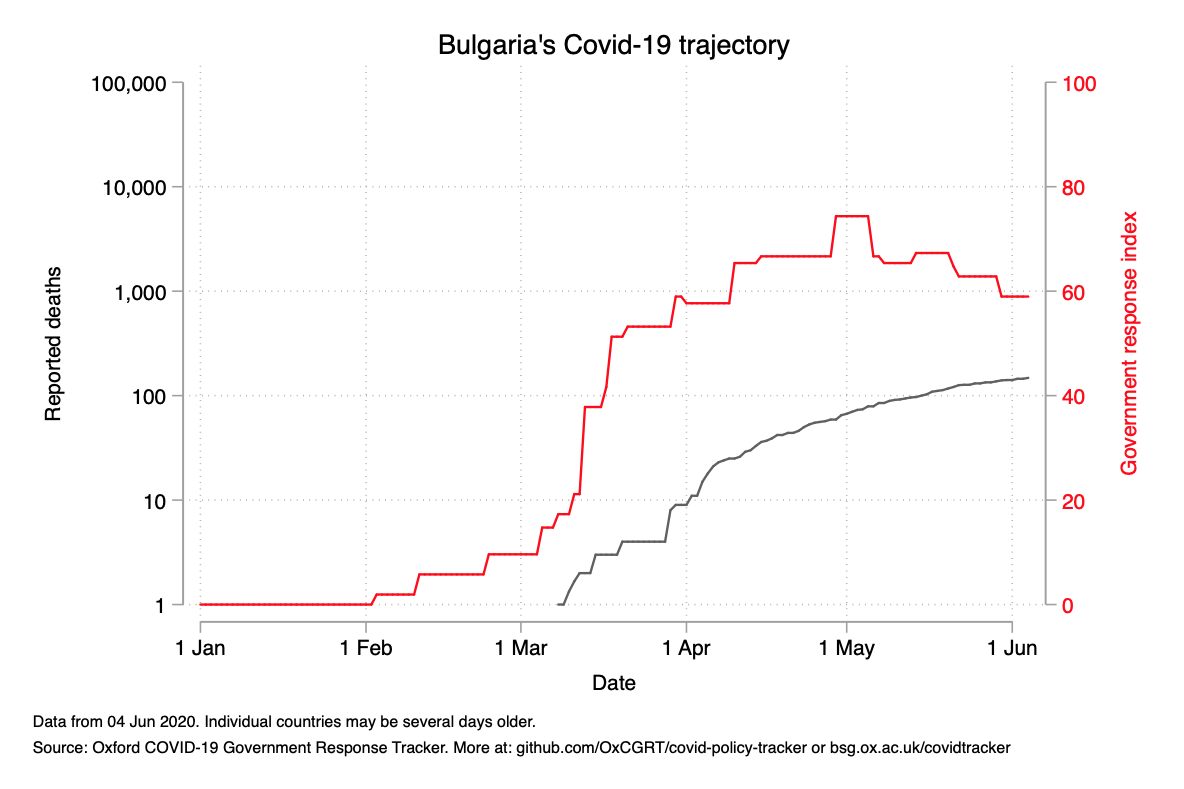 Bulgaria's Covid-19 trajectory
100,000
10,000
1,000
100
10
1
Reported deaths
100
80
60
40
20
0
Government response index
1 Jan
1 Feb
1 Mar
1 Apr
1 May
1 Jun
Date
Data from 04 Jun 2020. Individual countries may be several days older.
Source: Oxford COVID-19 Government Response Tracker. More at: github.com/OxCGRT/covid-policy-tracker or bsg.ox.ac.uk/covidtracker